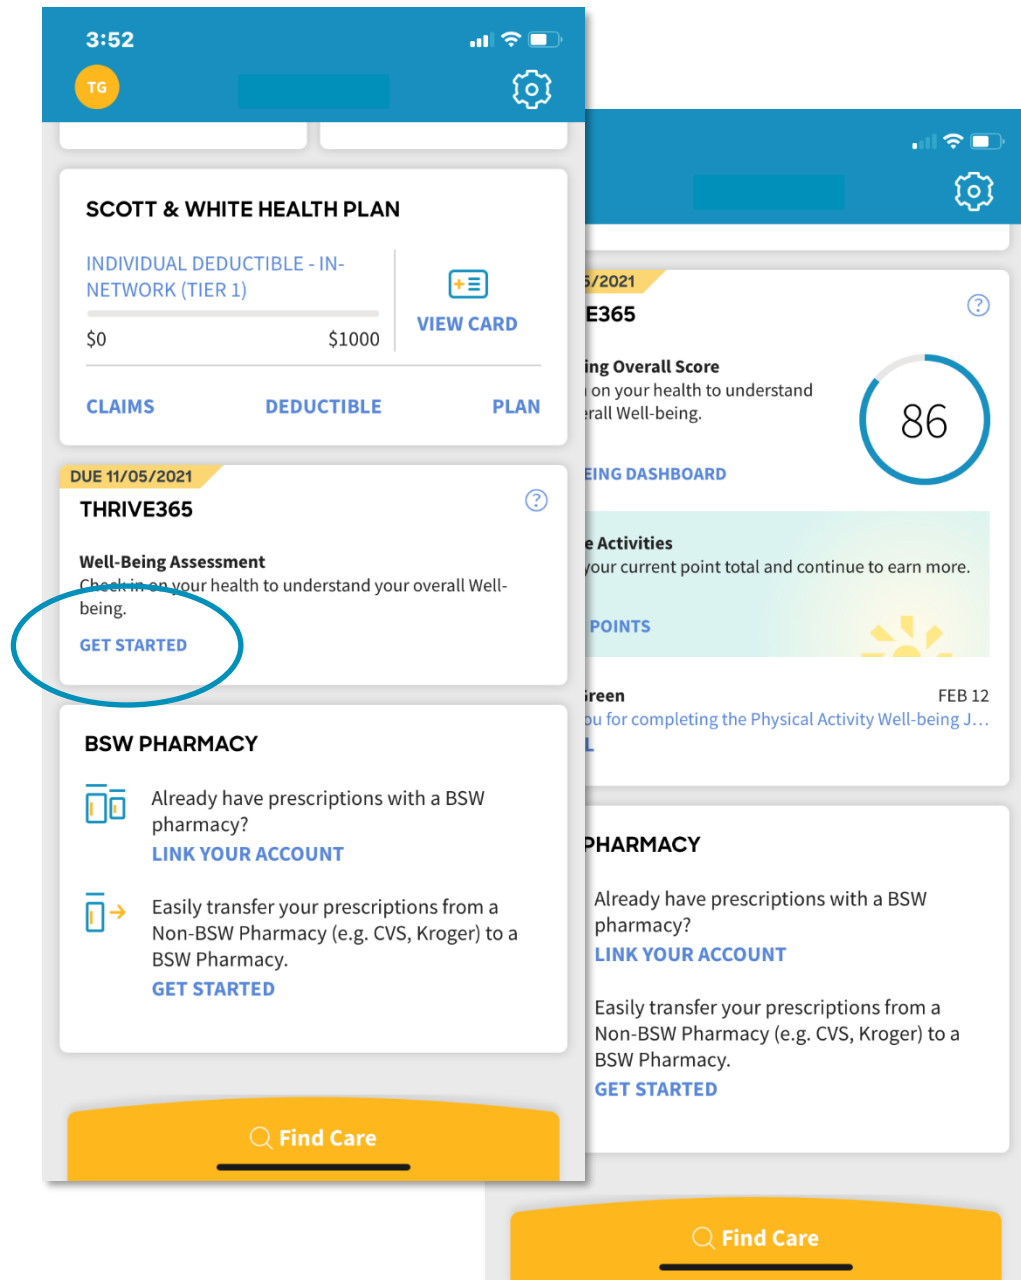 3:52
TG
SCOTT & WHITE HEALTH PLAN
INDIVIDUAL DEDUCTIBLE - IN-
NETWORK (TIER 1)
$0 $1000
VIEW CARD
CLAIMS DEDUCTIBLE PLAN
DUE 11/05/2021
THRIVE365
Well-Being Assessment
Check in on your health to understand your overall Well-
being.
GET STARTED
BSW PHARMACY
Already have prescriptions with a BSW
pharmacy?
LINK YOUR ACCOUNT
Easily transfer your prescriptions from a
Non-BSW Pharmacy (e.g. CVS, Kroger) to a
BSW Pharmacy.
GET STARTED
Find Care
5/2021
E365
ing Overall Score
on your health to understand
rall Well-being.
86
EING DASHBOARD
e Activities
your current point total and continue to earn more.
POINTS
reen FEB 12
ou for completing the Physical Activity Well-being J...
L
PHARMACY
Already have prescriptions with a BSW
pharmacy?
LINK YOUR ACCOUNT
Easily transfer your prescriptions from a
Non-BSW Pharmacy (e.g. CVS, Kroger) to a
BSW Pharmacy.
GET STARTED
Find Care